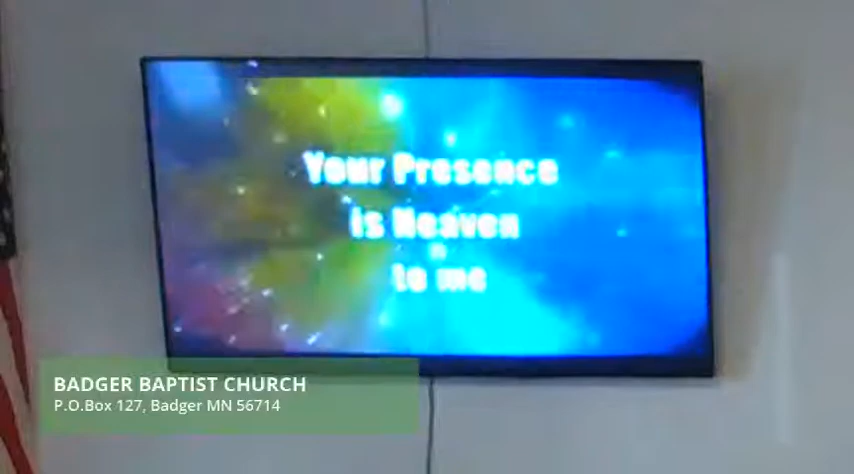 Your Presence
is Heaven
to me
BADGER BAPTIST CHURCH
P.O.Box 127, Badger MN 56714